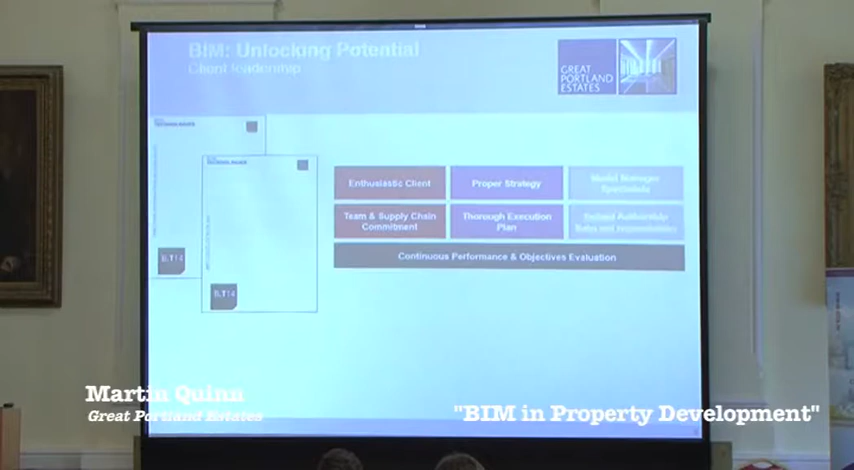 BIM: Unlocking Potential
Client leadership
GREAT
PORTLAND
ESTATES
Enthusiastic Client
Proper Strategy
Model Manager
Specialists
Team & Supply Chain
Commitment
Thorough Execution
Plan
Continuous Performance & Objectives Evaluation
Martin Quinn
Great Portland Estates
"BIM in Property Development"